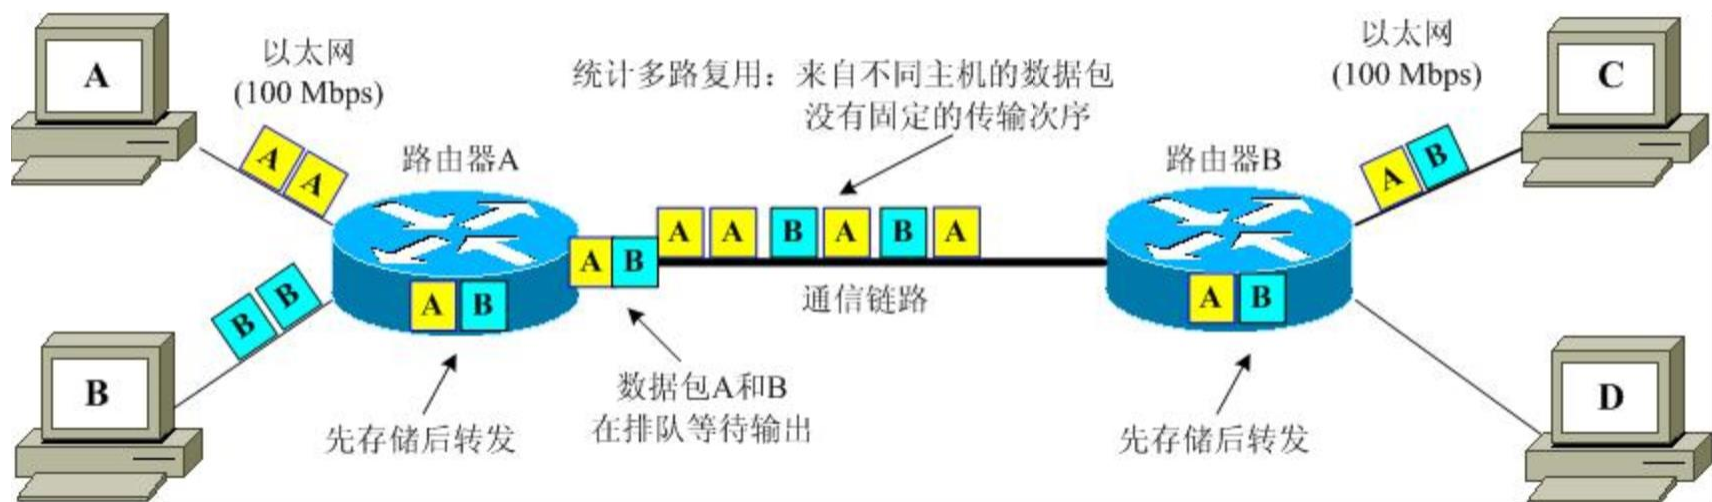 A
以太网
(100 Mbps)
统计多路复用：来自不同主机的数据包
没有固定的传输次序
以太网
(100 Mbps)
C
A A
路由器A
路由器B
A B
A A B A B A
A B
B B
A B
通信链路
A B
B
数据包A和B
在排队等待输出
先存储后转发
先存储后转发
D